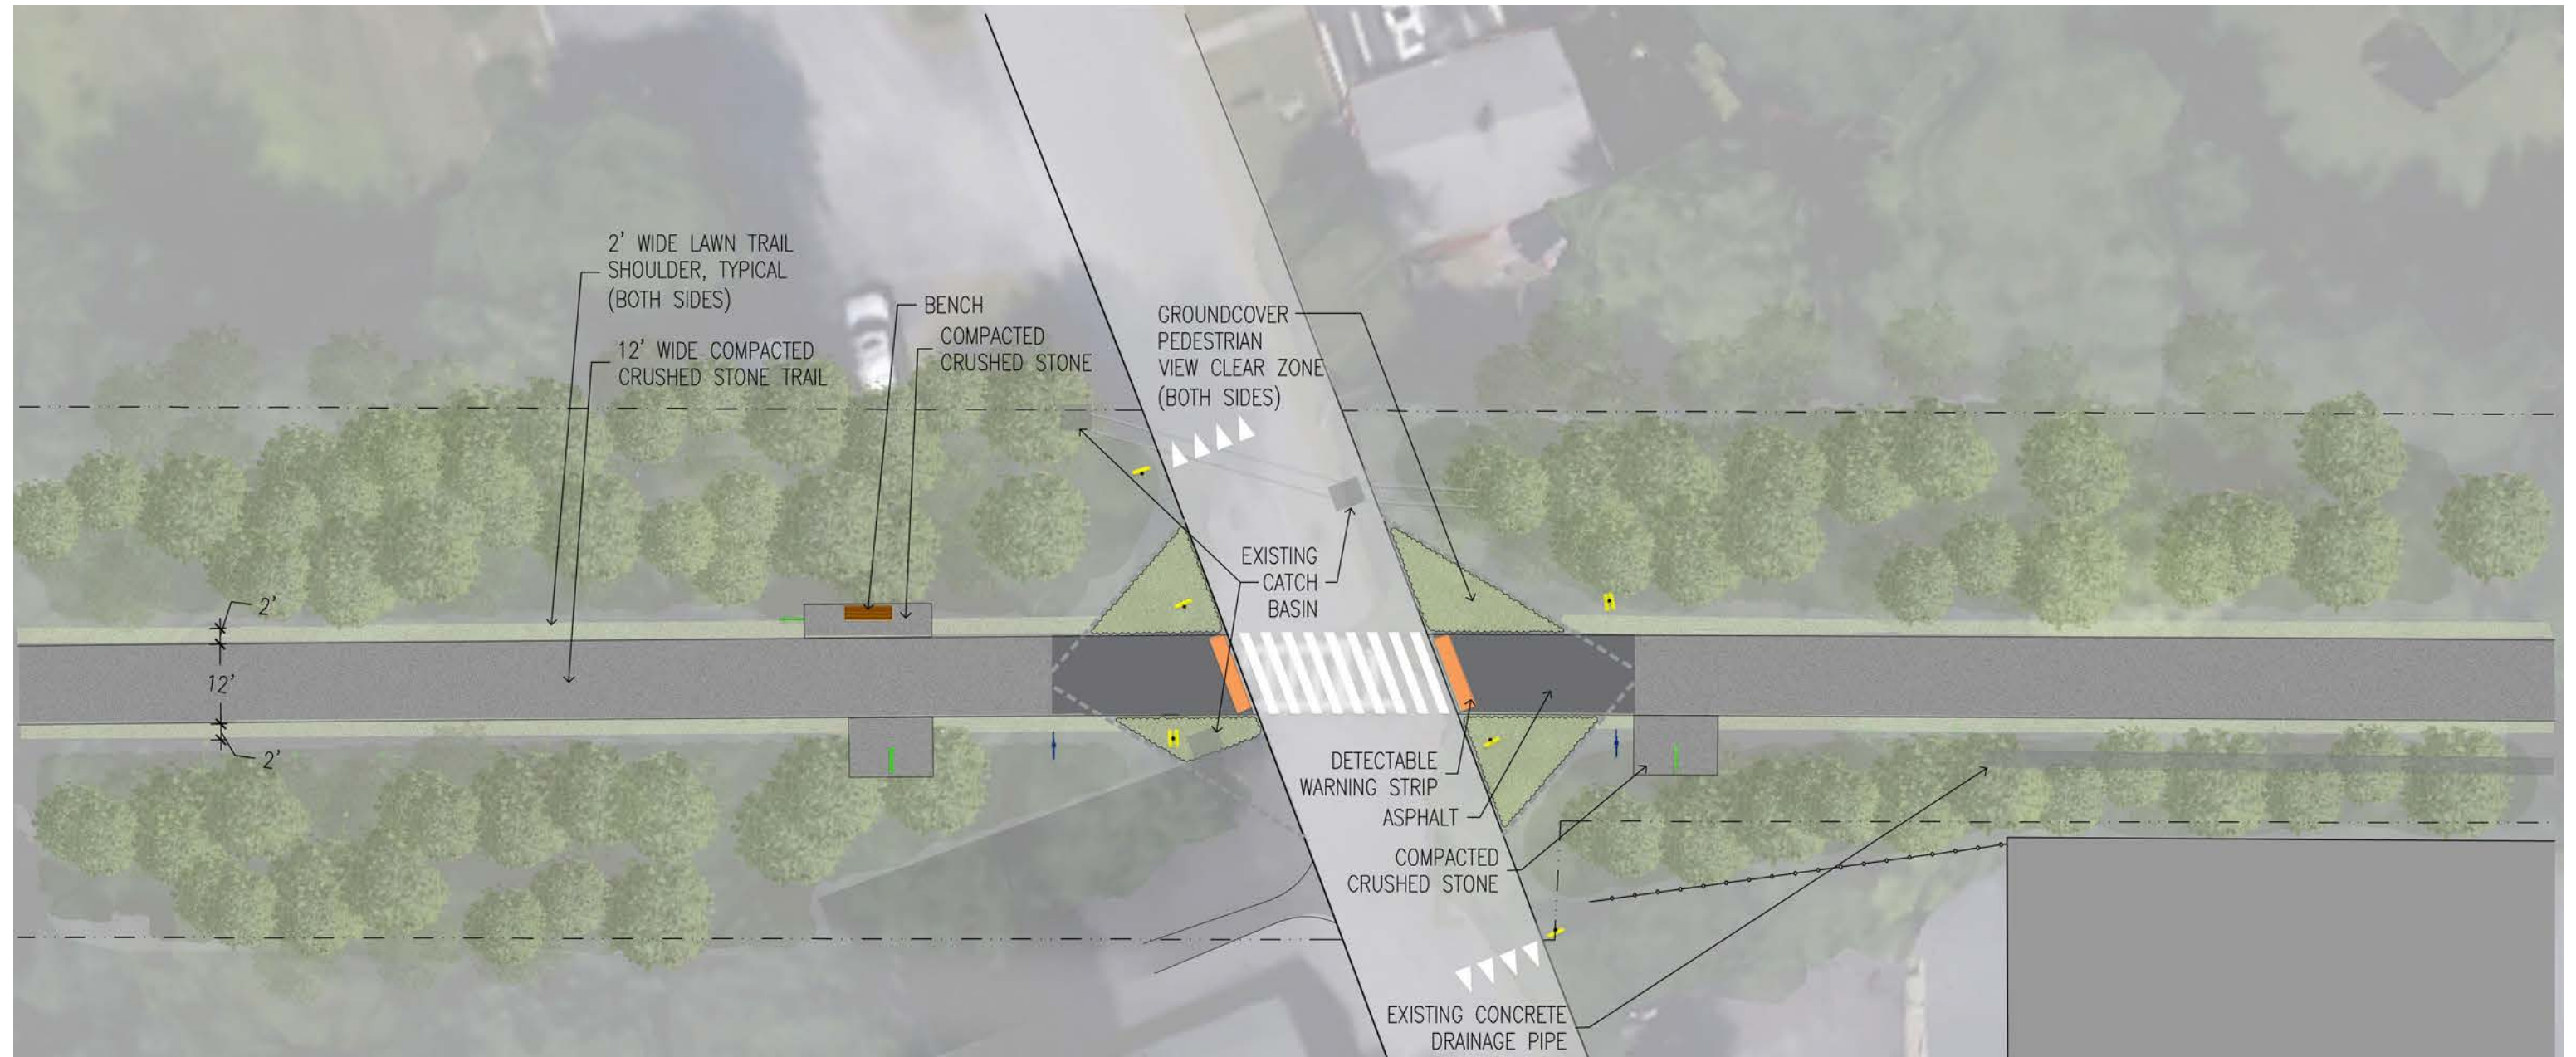 2' WIDE LAWN TRAIL
SHOULDER, TYPICAL
(BOTH SIDES)
12' WIDE COMPACTED
CRUSHED STONE TRAIL
BENCH
COMPACTED
CRUSHED STONE
GROUNDCOVER
PEDESTRIAN
VIEW CLEAR ZONE
(BOTH SIDES)
EXISTING
CATCH
BASIN
2'
12'
2'
DETECTABLE
WARNING STRIP
ASPHALT
COMPACTED
CRUSHED STONE
EXISTING CONCRETE
DRAINAGE PIPE